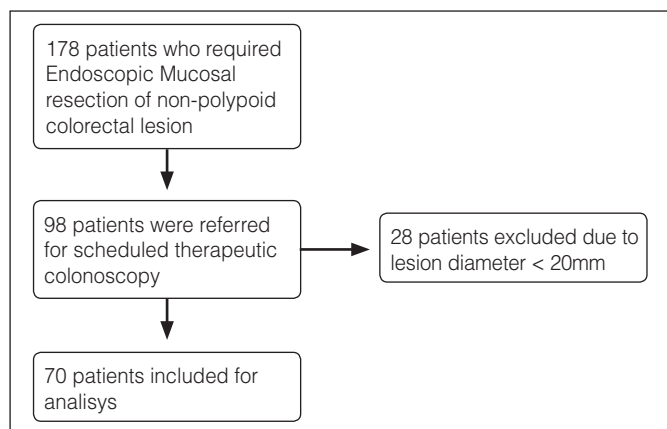 178 patients who required
Endoscopic Mucosal
resection of non-polypoid
colorectal lesion
98 patients were referred
for scheduled therapeutic
colonoscopy
28 patients excluded due to
lesion diameter < 20mm
70 patients included for
analisys